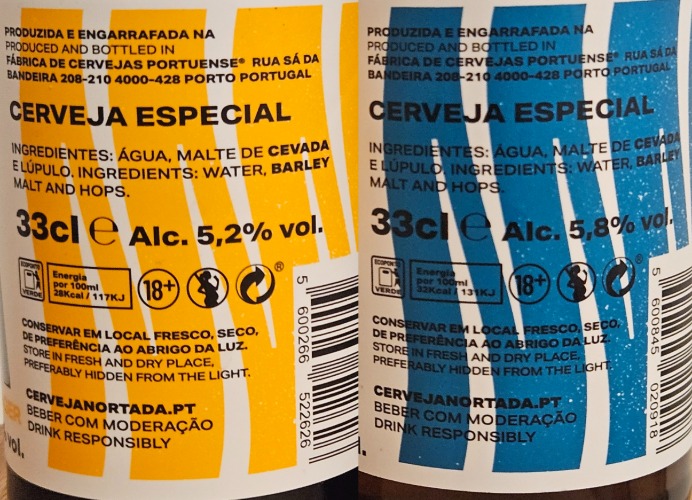 PRODUZIDA E ENGARRAFADA NA
PRODUCED AND BOTTLED IN
FÁBRICA DE CERVEJAS PORTUENSE® RUA SÁ DA
BANDEIRA 208-210 4000-428 PORTO PORTUGAL
CERVEJA ESPECIAL
INGREDIENTES: ÁGUA, MALTE DE CEVADA
E LÚPULO. INGREDIENTS: WATER, BARLEY
MALT AND HOPS.
33cl e Alc. 5,2% vol.
ECOPONTO
VERDE
Energia
por 100ml
28Kcal / 117KJ
18+
®
CONSERVAR EM LOCAL FRESCO, SECO,
DE PREFERÊNCIA AO ABRIGO DA LUZ.
STORE IN FRESH AND DRY PLACE,
PREFERABLY HIDDEN FROM THE LIGHT.
CERVEJANORTADA.PT
BEBER COM MODERAÇÃO
DRINK RESPONSIBLY
5 600266 522626
vol.
PRODUZIDA E ENGARRAFADA NA
PRODUCED AND BOTTLED IN
FÁBRICA DE CERVEJAS PORTUENSE® RUA SÁ DA
BANDEIRA 208-210 4000-428 PORTO PORTUGAL
CERVEJA ESPECIAL
INGREDIENTES: ÁGUA, MALTE DE CEVADA
E LÚPULO. INGREDIENTS: WATER, BARLEY
MALT AND HOPS.
33cl e Alc. 5,8% vol.
ECOPONTO
VERDE
Energia
por 100ml
33Kcal / 131KJ
18+
®
CONSERVAR EM LOCAL FRESCO, SECO,
DE PREFERÊNCIA AO ABRIGO DA LUZ.
STORE IN FRESH AND DRY PLACE,
PREFERABLY HIDDEN FROM THE LIGHT.
CERVEJANORTADA.PT
BEBER COM MODERAÇÃO
DRINK RESPONSIBLY
5 600845 020918